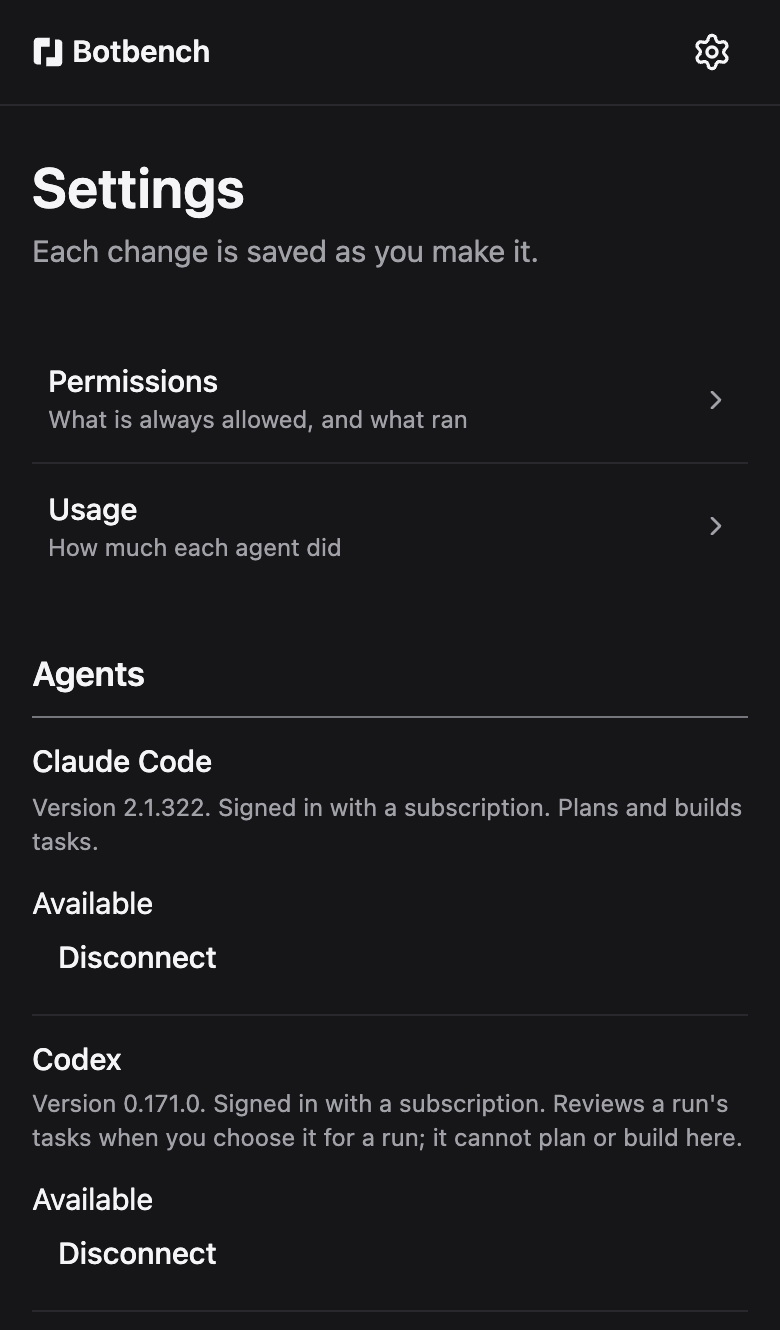 Botbench
Settings
Each change is saved as you make it.
Permissions
What is always allowed, and what ran
Usage
How much each agent did
Agents
Claude Code
Version 2.1.322. Signed in with a subscription. Plans and builds
tasks.
Available
Disconnect
Codex
Version 0.171.0. Signed in with a subscription. Reviews a run's
tasks when you choose it for a run; it cannot plan or build here.
Available
Disconnect